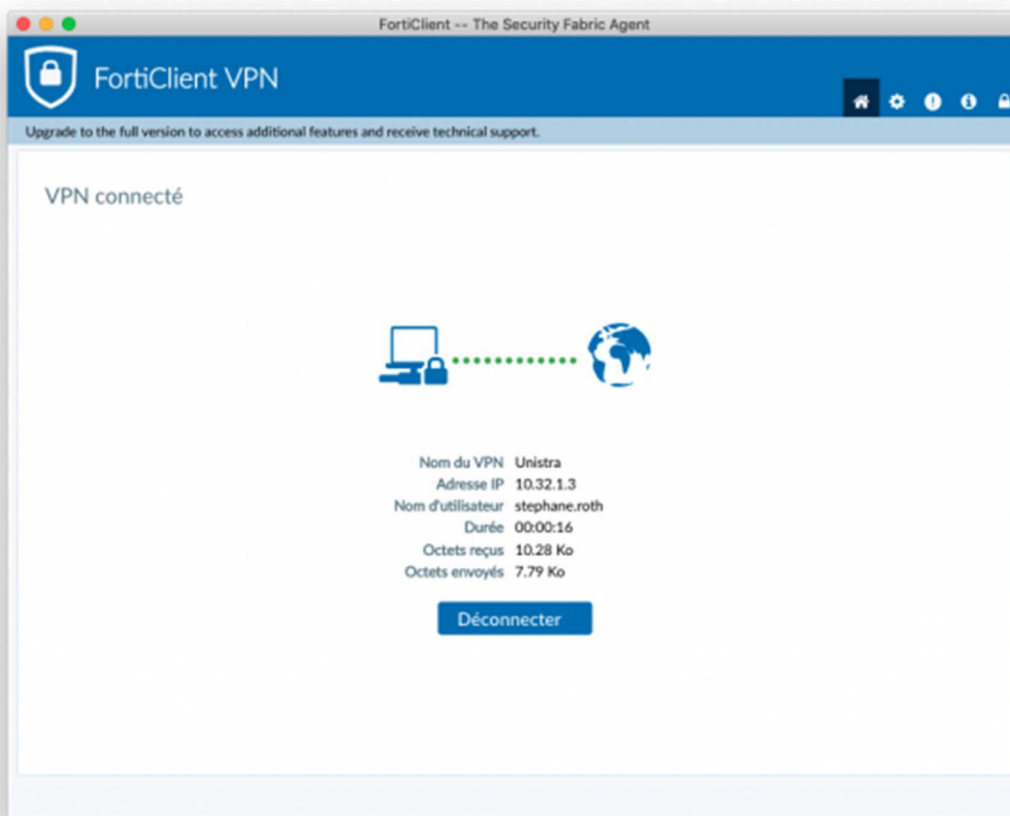 FortiClient -- The Security Fabric Agent
FortiClient VPN
Upgrade to the full version to access additional features and receive technical support.
VPN connecté
Nom du VPN Unistra
Adresse IP 10.32.1.3
Nom d'utilisateur stephane.roth
Durée 00:00:16
Octets reçus 10.28 Ko
Octets envoyés 7.79 Ko
Déconnecter